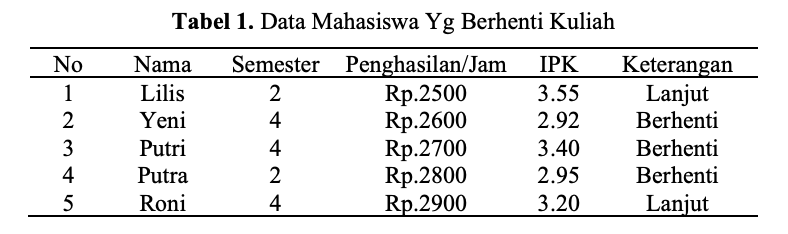 Tabel 1. Data Mahasiswa Yg Berhenti Kuliah
No Nama Semester Penghasilan/Jam IPK Keterangan
1 Lilis 2 Rp.2500 3.55 Lanjut
2 Yeni 4 Rp.2600 2.92 Berhenti
3 Putri 4 Rp.2700 3.40 Berhenti
4 Putra 2 Rp.2800 2.95 Berhenti
5 Roni 4 Rp.2900 3.20 Lanjut